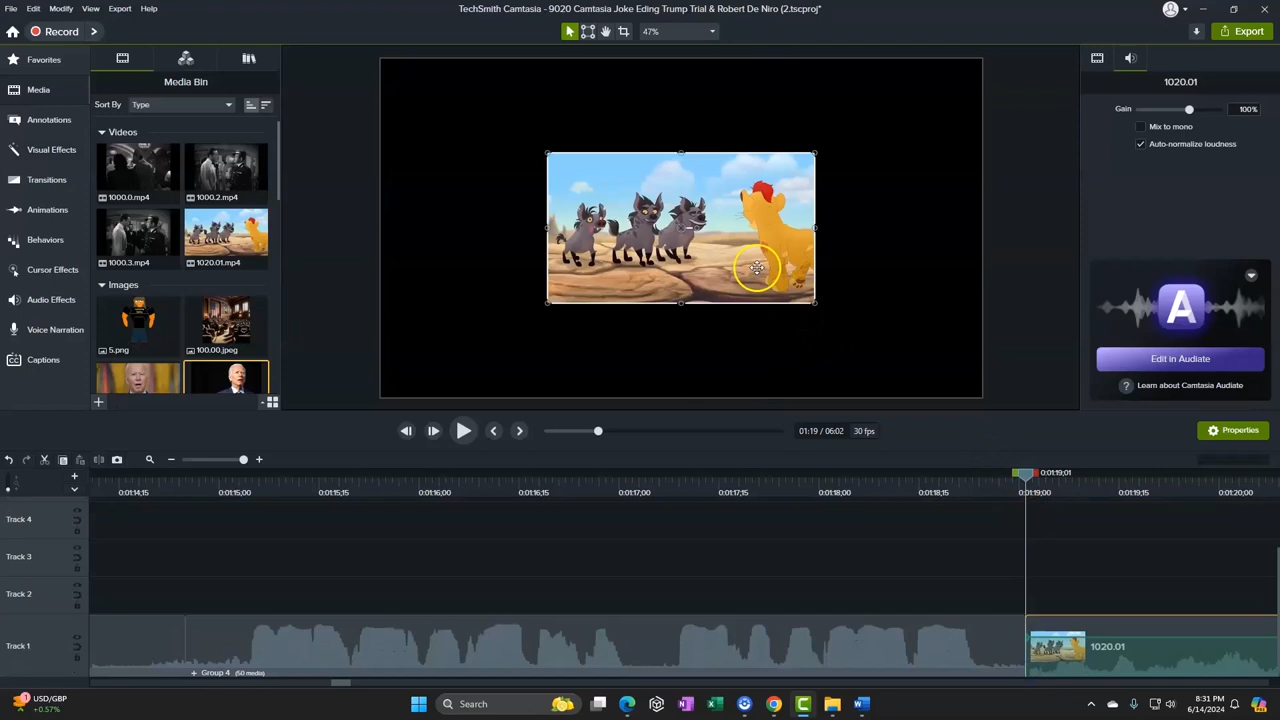 File Edit Modify View Export Help
TechSmith Camtasia - 9020 Camtasia Joke Eding Trump Trial & Robert De Niro (2.tscproj*
Record
47%
Export
Favorites
Media
Annotations
Visual Effects
Transitions
Animations
Behaviors
Cursor Effects
Audio Effects
Voice Narration
CC Captions
Media Bin
Sort By Type
Videos
1000.0.mp4
1000.2.mp4
1000.3.mp4
1020.01.mp4
Images
5.png
100.00.jpeg
1020.01
Gain 100%
Mix to mono
Auto-normalize loudness
A
Edit in Audiate
? Learn about Camtasia Audiate
01:19 / 06:02 30 fps
Properties
0:01:19;01
0:01:14;15 0:01:15;00 0:01:15;15 0:01:16;00 0:01:16;15 0:01:17;00 0:01:17;15 0:01:18;00 0:01:18;15 0:01:19;00 0:01:19;15 0:01:20;00
Track 4
Track 3
Track 2
Track 1
1020.01
+ Group 4 (50 media)
1
USD/GBP
+0.57%
Search
8:31 PM
6/14/2024